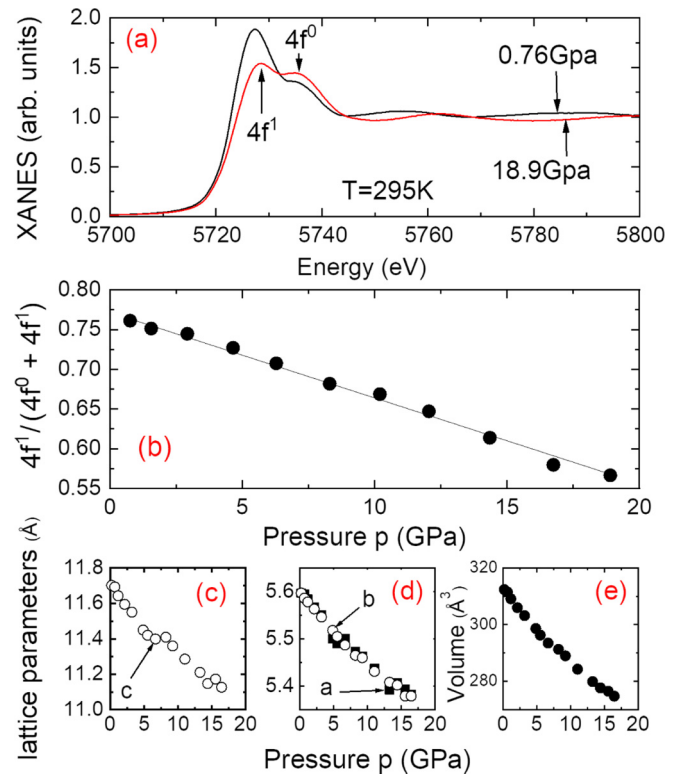 (a)
4f⁰
4f¹
0.76Gpa
18.9Gpa
T=295K
XANES (arb. units)
2.0
1.5
1.0
0.5
0.0
5700 5720 5740 5760 5780 5800
Energy (eV)
0.80
0.75
0.70
0.65
0.60
0.55
4f¹/(4f⁰ + 4f¹)
(b)
0 5 10 15 20
Pressure p (GPa)
lattice parameters (Å)
11.8
11.6
11.4
11.2
11.0
(c)
c
0 5 10 15 20
5.6
5.5
5.4
(d)
b
a
0 5 10 15 20
Volume (Å³)
310
295
280
(e)
0 5 10 15 20
Pressure p (GPa)